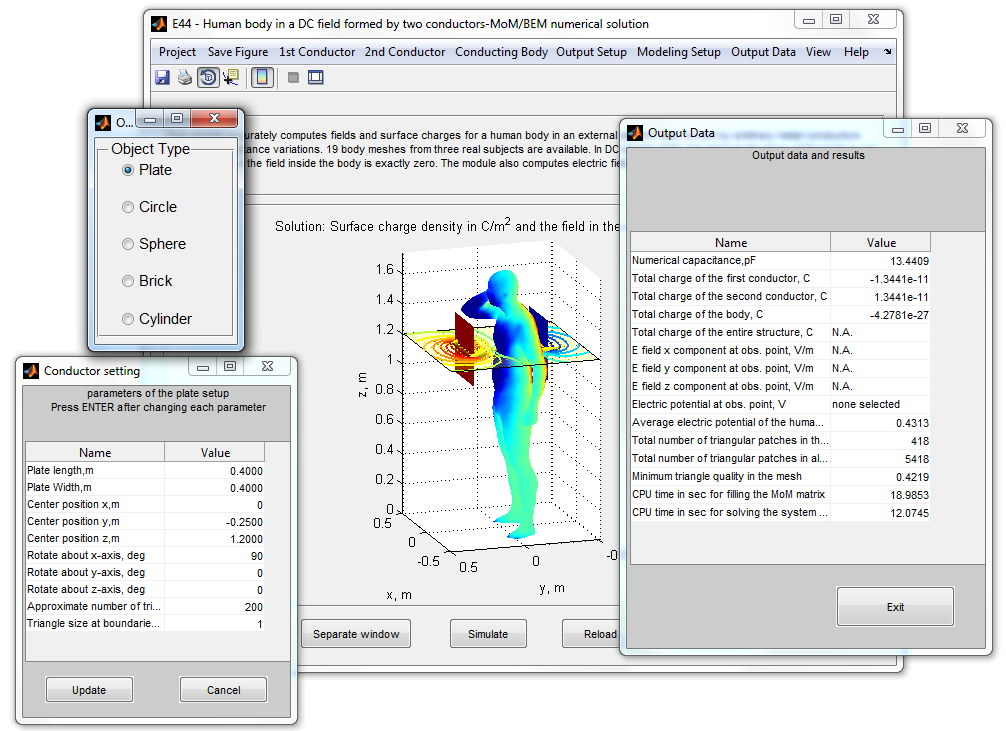 E44 - Human body in a DC field formed by two conductors-MoM/BEM numerical solution
Project Save Figure 1st Conductor 2nd Conductor Conducting Body Output Setup Modeling Setup Output Data View Help
urately computes fields and surface charges for a human body in an external
tance variations. 19 body meshes from three real subjects are available. In DC
the field inside the body is exactly zero. The module also computes electric fie
O...
Object Type
Plate
Circle
Sphere
Brick
Cylinder
Solution: Surface charge density in C/m2 and the field in the
1.6
1.4
1.2
1
0.8
0.6
0.4
0.2
0
z, m
0.5
0
-0.5
x, m
0.5
0
-0
y, m
Separate window
Simulate
Reload
Conductor setting
parameters of the plate setup
Press ENTER after changing each parameter
Name Value
Plate length,m 0.4000
Plate Width,m 0.4000
Center position x,m 0
Center position y,m -0.2500
Center position z,m 1.2000
Rotate about x-axis, deg 90
Rotate about y-axis, deg 0
Rotate about z-axis, deg 0
Approximate number of tri... 200
Triangle size at boundarie... 1
Update
Cancel
Output Data
Output data and results
Name Value
Numerical capacitance,pF 13.4409
Total charge of the first conductor, C -1.3441e-11
Total charge of the second conductor, C 1.3441e-11
Total charge of the body, C -4.2781e-27
Total charge of the entire structure, C N.A.
E field x component at obs. point, V/m N.A.
E field y component at obs. point, V/m N.A.
E field z component at obs. point, V/m N.A.
Electric potential at obs. point, V none selected
Average electric potential of the huma... 0.4313
Total number of triangular patches in th... 418
Total number of triangular patches in al... 5418
Minimum triangle quality in the mesh 0.4219
CPU time in sec for filling the MoM matrix 18.9853
CPU time in sec for solving the system ... 12.0745
Exit